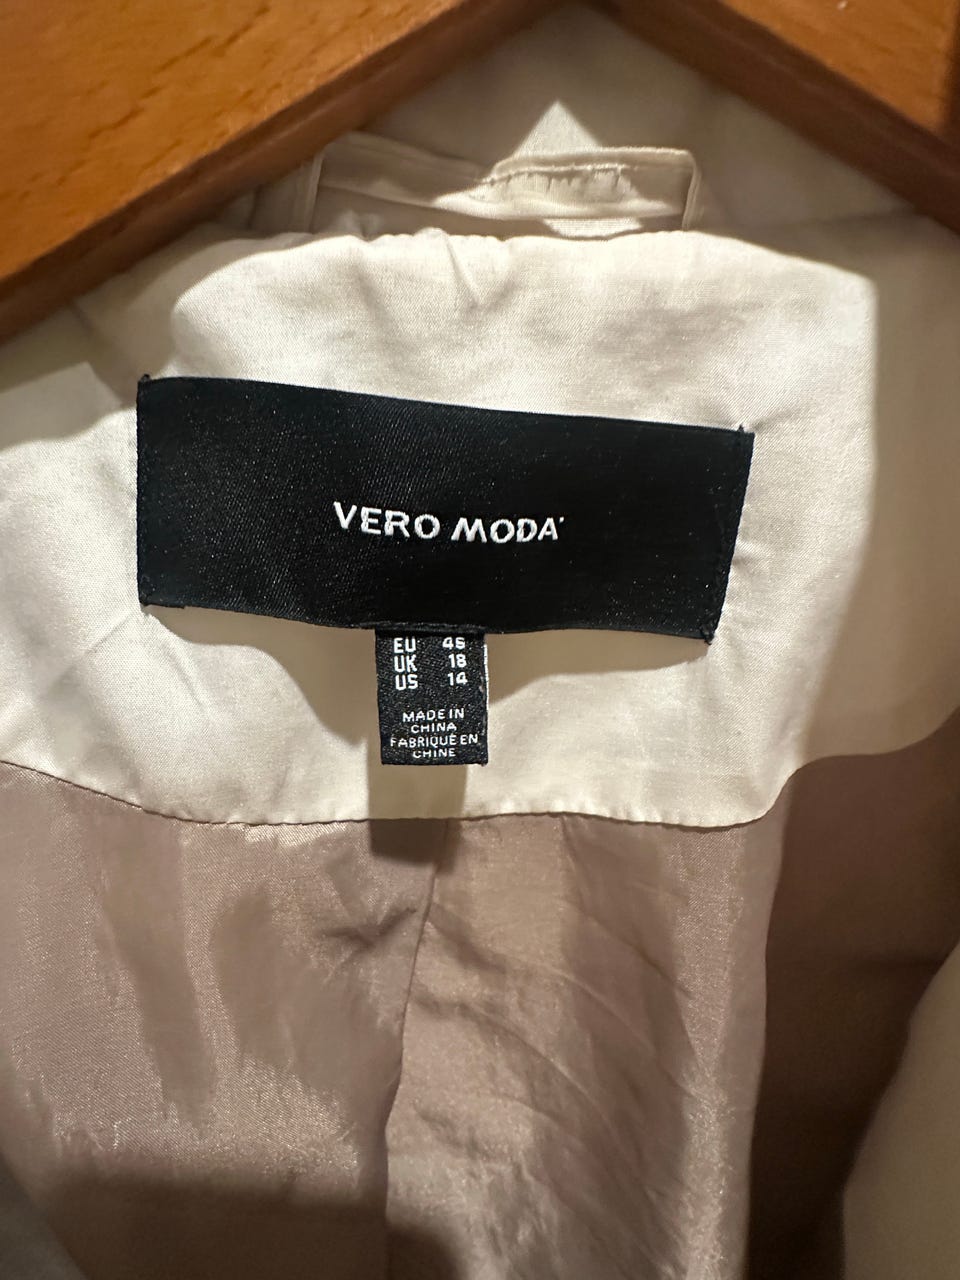 VERO MODA
EU 46
UK 18
US 14
MADE IN
CHINA
FABRIQUÉ EN
CHINE